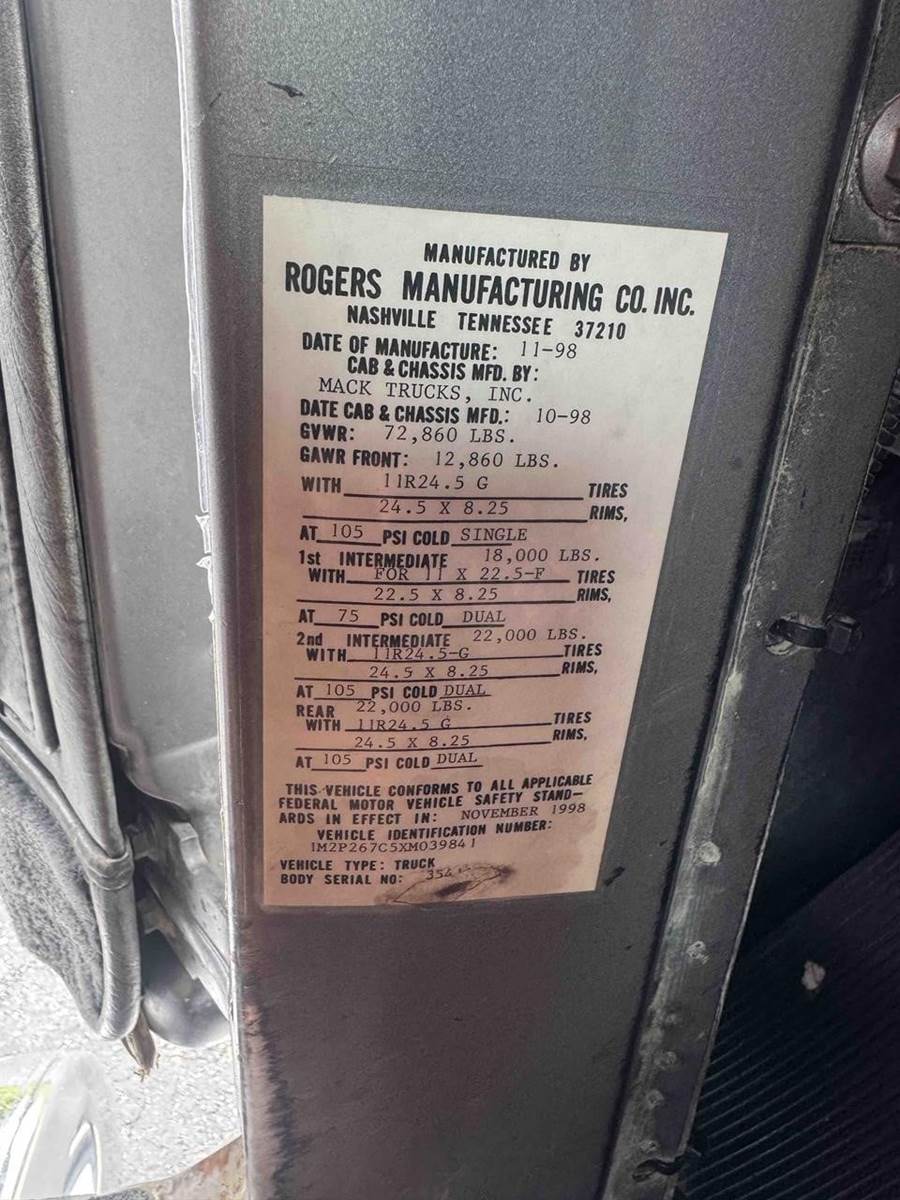 MANUFACTURED BY
ROGERS MANUFACTURING CO. INC.
NASHVILLE TENNESSEE 37210
DATE OF MANUFACTURE: 11-98
CAB & CHASSIS MFD. BY:
MACK TRUCKS, INC.
DATE CAB & CHASSIS MFD.: 10-98
GVWR: 72,860 LBS.
GAWR FRONT: 12,860 LBS.
WITH 11R24.5 G TIRES
24.5 X 8.25 RIMS,
AT 105 PSI COLD SINGLE
1st INTERMEDIATE 18,000 LBS.
WITH FOR 11 X 22.5-F TIRES
22.5 X 8.25 RIMS,
AT 75 PSI COLD DUAL
2nd INTERMEDIATE 22,000 LBS.
WITH 11R24.5-G TIRES
24.5 X 8.25 RIMS,
AT 105 PSI COLD DUAL
REAR 22,000 LBS.
WITH 11R24.5 G TIRES
24.5 X 8.25 RIMS,
AT 105 PSI COLD DUAL
THIS VEHICLE CONFORMS TO ALL APPLICABLE
FEDERAL MOTOR VEHICLE SAFETY STAND-
ARDS IN EFFECT IN: NOVEMBER 1998
VEHICLE IDENTIFICATION NUMBER:
1M2P267C5XM039841
VEHICLE TYPE: TRUCK
BODY SERIAL NO: